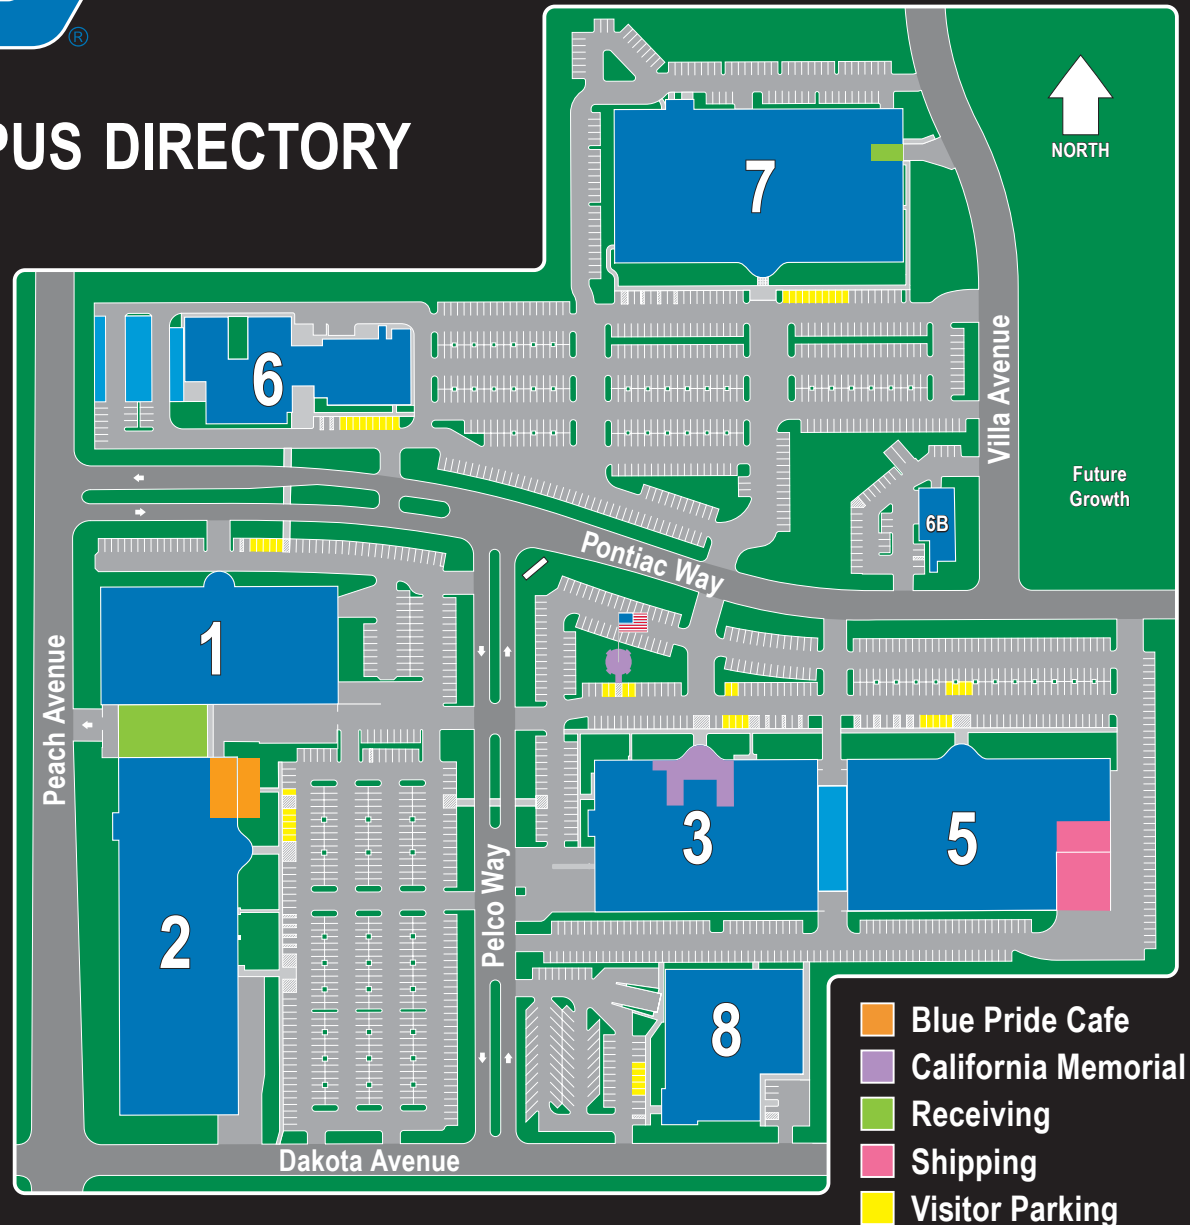 ®
PUS DIRECTORY
NORTH
7
Villa Avenue
6
Future
Growth
6B
Pontiac Way
1
Peach Avenue
3
5
Pelco Way
2
8
Blue Pride Cafe
California Memorial
Receiving
Shipping
Visitor Parking
Dakota Avenue